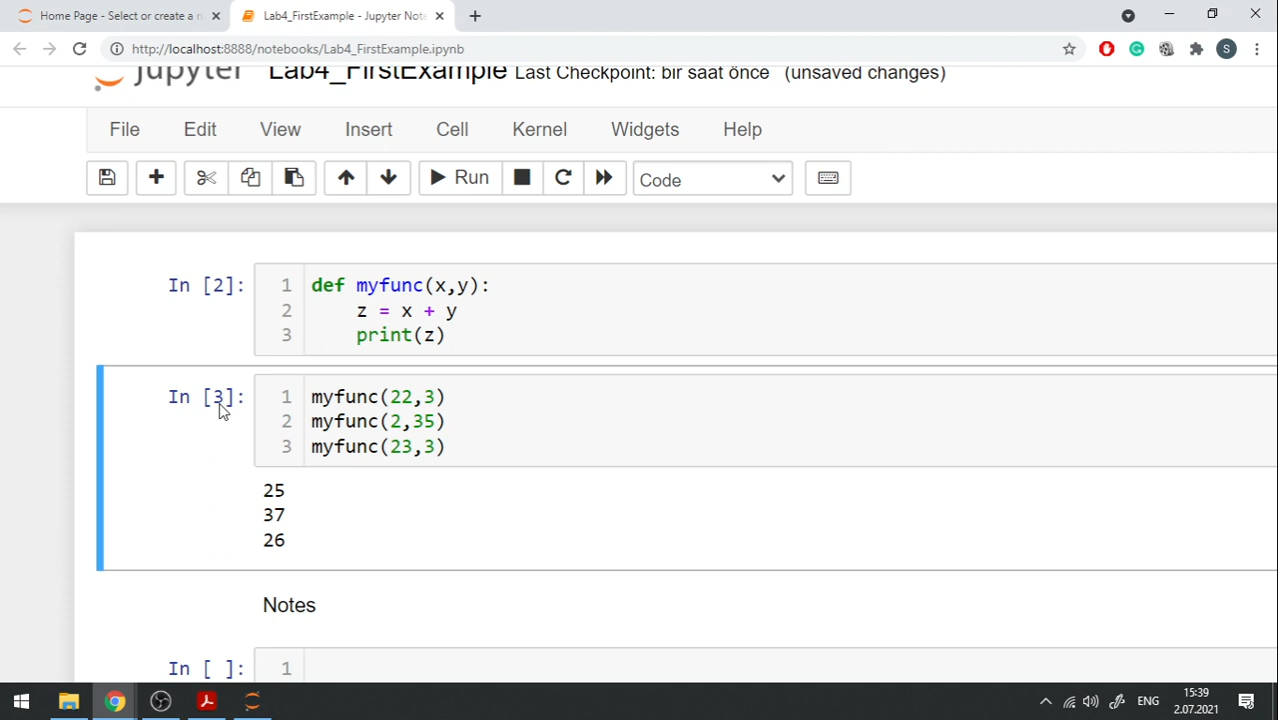 Home Page - Select or create a n
Lab4_FirstExample - Jupyter Note
http://localhost:8888/notebooks/Lab4_FirstExample.ipynb
S
jupyter Lab4_FirstExample Last Checkpoint: bir saat önce (unsaved changes)
File Edit View Insert Cell Kernel Widgets Help
Run Code
In [2]: 1 def myfunc(x,y):
2 z = x + y
3 print(z)
In [3]: 1 myfunc(22,3)
2 myfunc(2,35)
3 myfunc(23,3)
25
37
26
Notes
In [ ]: 1
ENG
15:39
2.07.2021